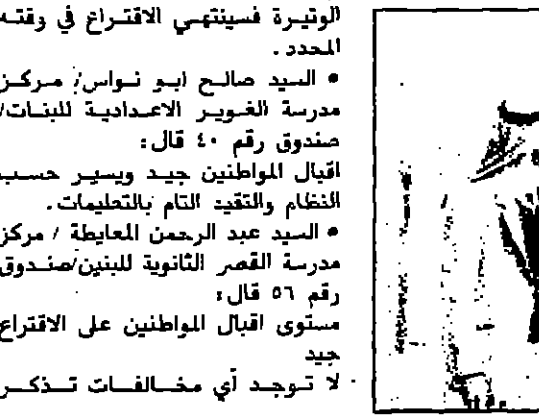 الوتيرة فسينتهي الاقتراع في وقته
المحدد.
• السيد صالح ابو نواس/ مركز
مدرسة الغوير الاعدادية للبنات/
صندوق رقم ٤٠ قال:
اقبال المواطنين جيد ويسير حسب
النظام والتقيد التام بالتعليمات.
• السيد عبد الرحمن المعايطة / مركز
مدرسة القصر الثانوية للبنين/صندوق
رقم ٥٦ قال:
مستوى اقبال المواطنين على الاقتراع
جيد
لا توجد أي مخالفات تذكر